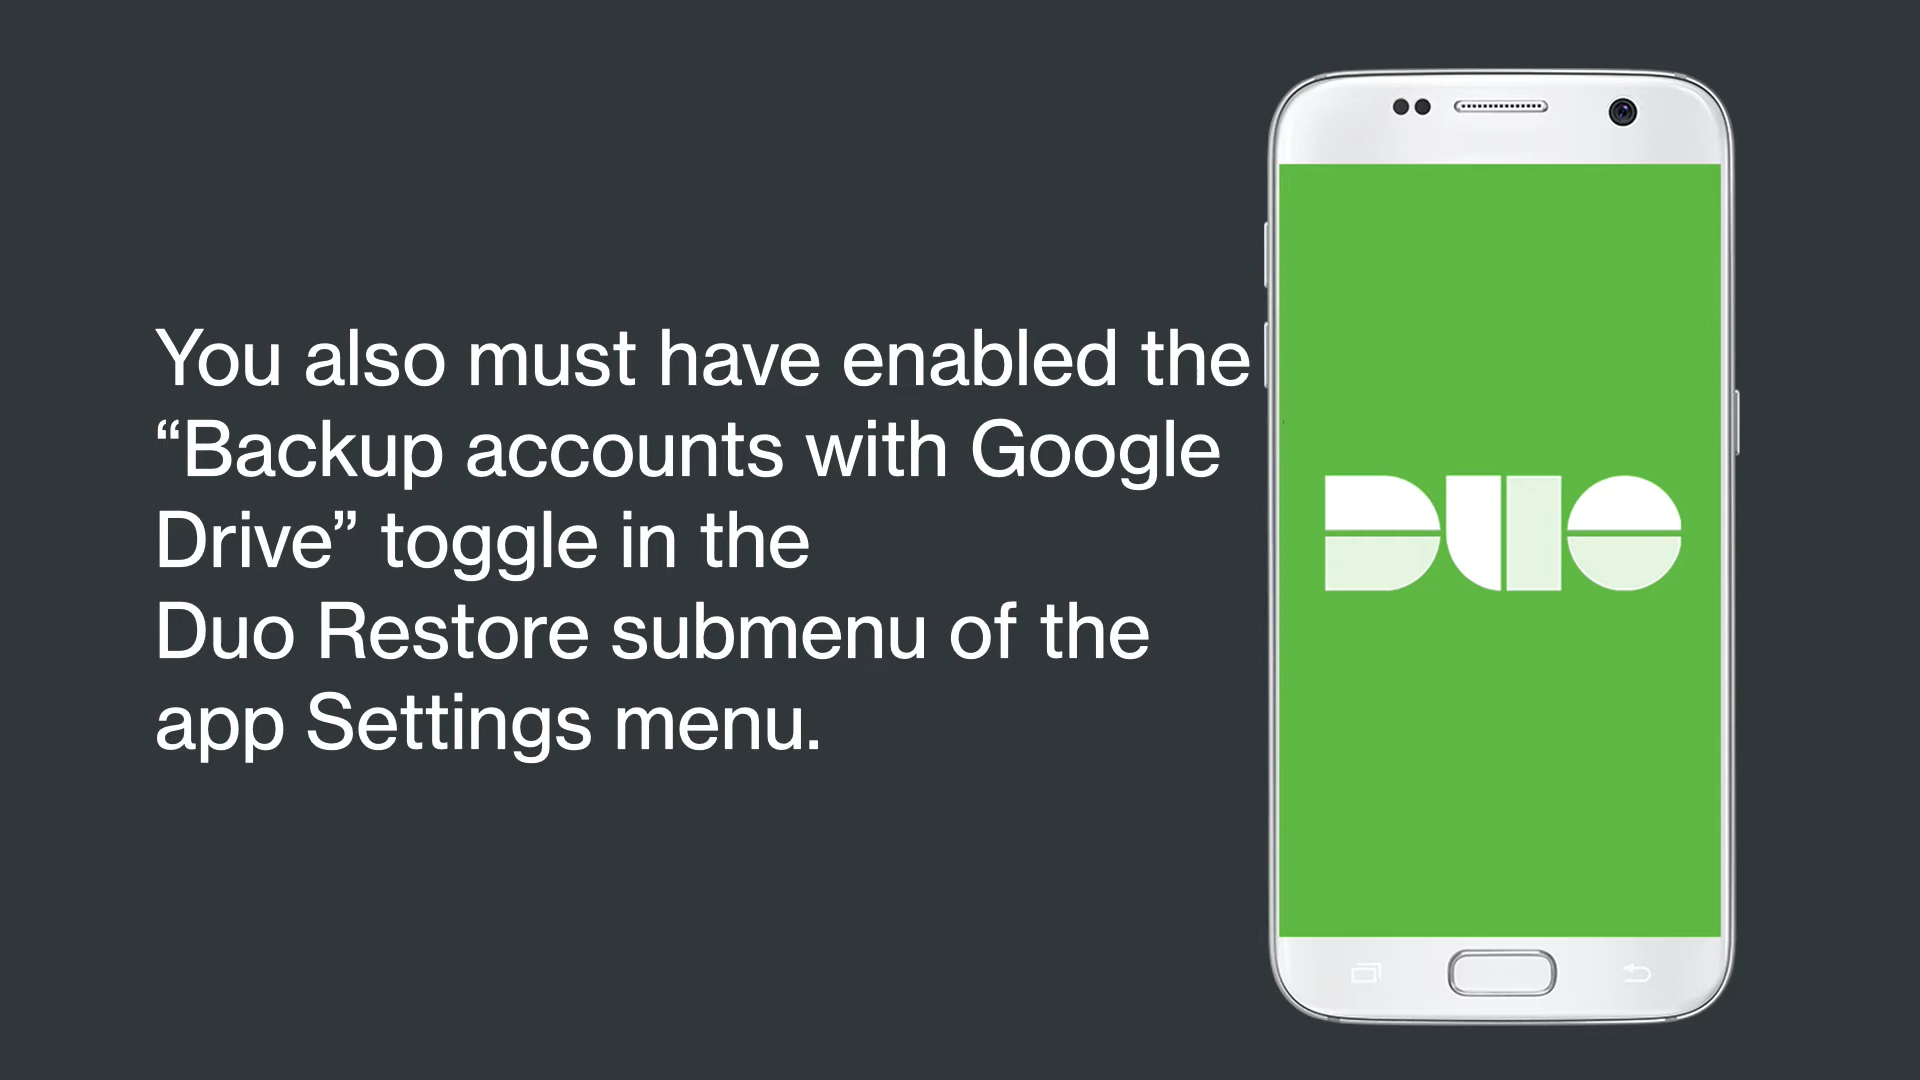 You also must have enabled the
“Backup accounts with Google
Drive” toggle in the
Duo Restore submenu of the
app Settings menu.
DUO